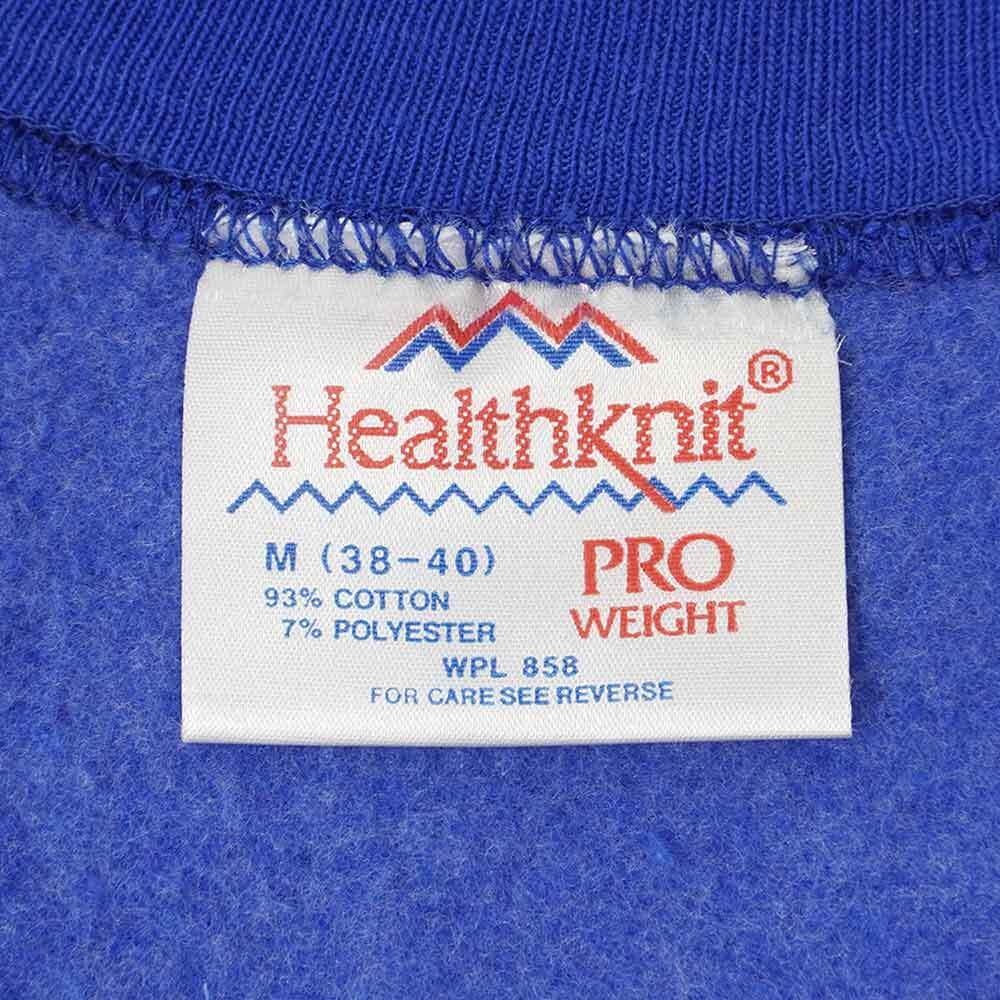 Healthknit®
M (38-40)
93% COTTON
7% POLYESTER
PRO
WEIGHT
WPL 858
FOR CARE SEE REVERSE